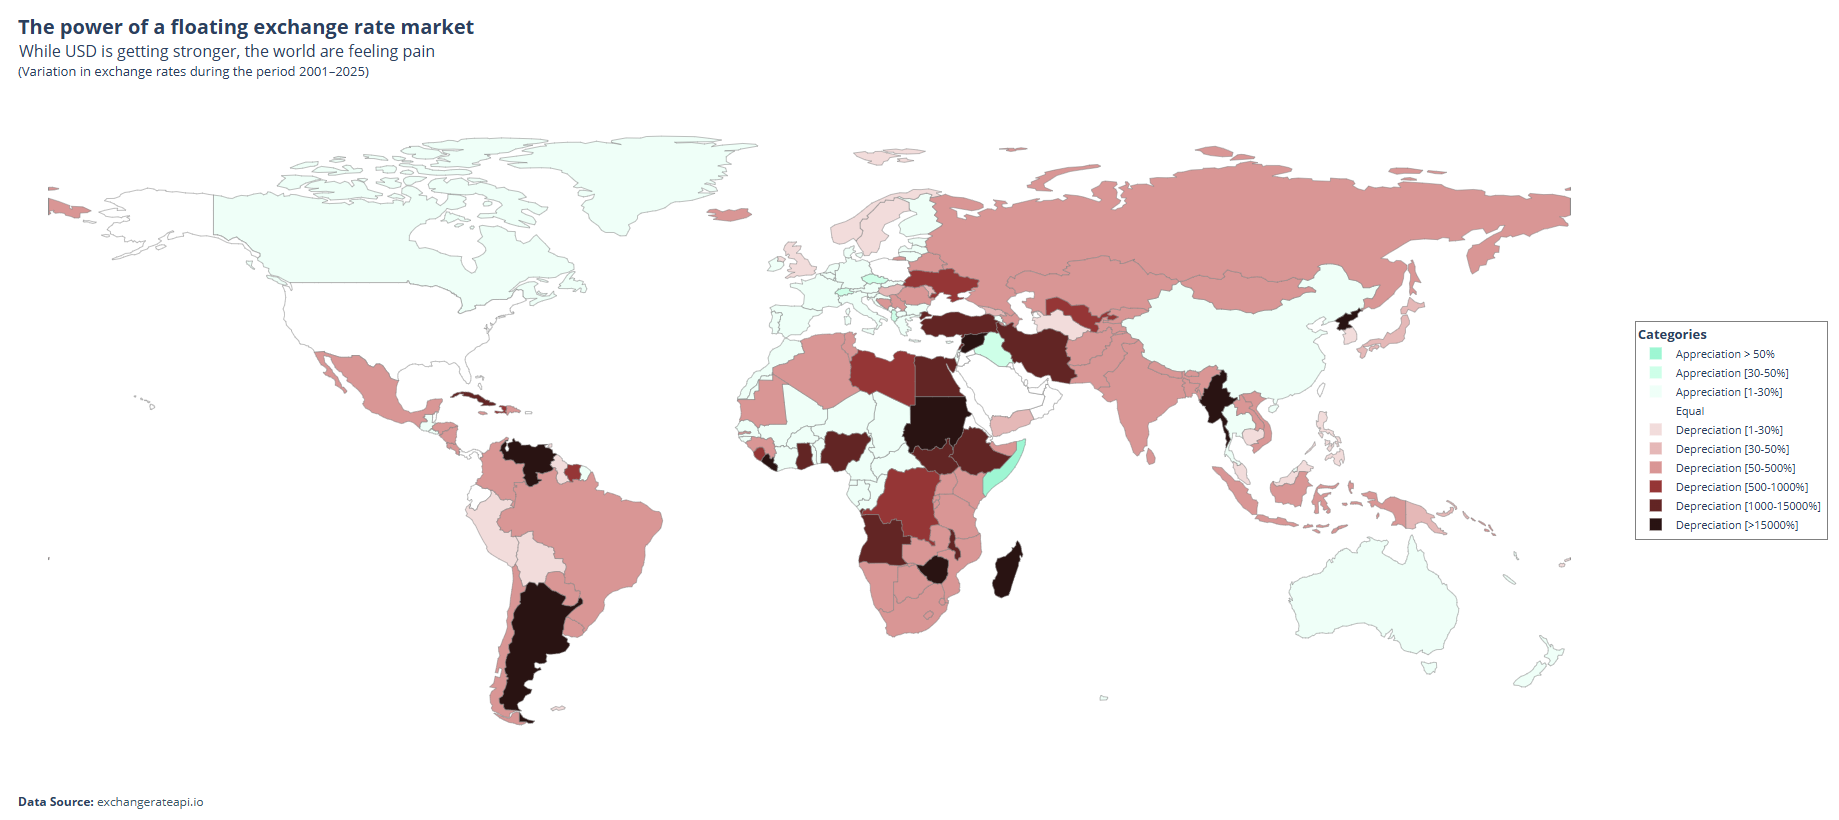 The power of a floating exchange rate market
While USD is getting stronger, the world are feeling pain
(Variation in exchange rates during the period 2001–2025)
Categories
Appreciation > 50%
Appreciation [30-50%]
Appreciation [1-30%]
Equal
Depreciation [1-30%]
Depreciation [30-50%]
Depreciation [50-500%]
Depreciation [500-1000%]
Depreciation [1000-15000%]
Depreciation [>15000%]
Data Source: exchangerateapi.io